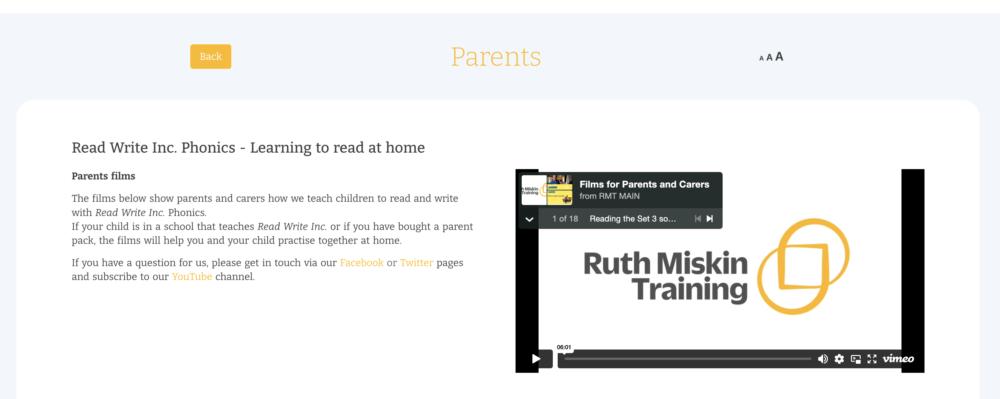 Back
Parents
A A A
Read Write Inc. Phonics - Learning to read at home
Parents films
The films below show parents and carers how we teach children to read and write
with Read Write Inc. Phonics.
If your child is in a school that teaches Read Write Inc. or if you have bought a parent
pack, the films will help you and your child practise together at home.
If you have a question for us, please get in touch via our Facebook or Twitter pages
and subscribe to our YouTube channel.
h Miskin
Training
Films for Parents and Carers
from RMT MAIN
1 of 18 Reading the Set 3 so...
Ruth Miskin
Training
06:01
vimeo